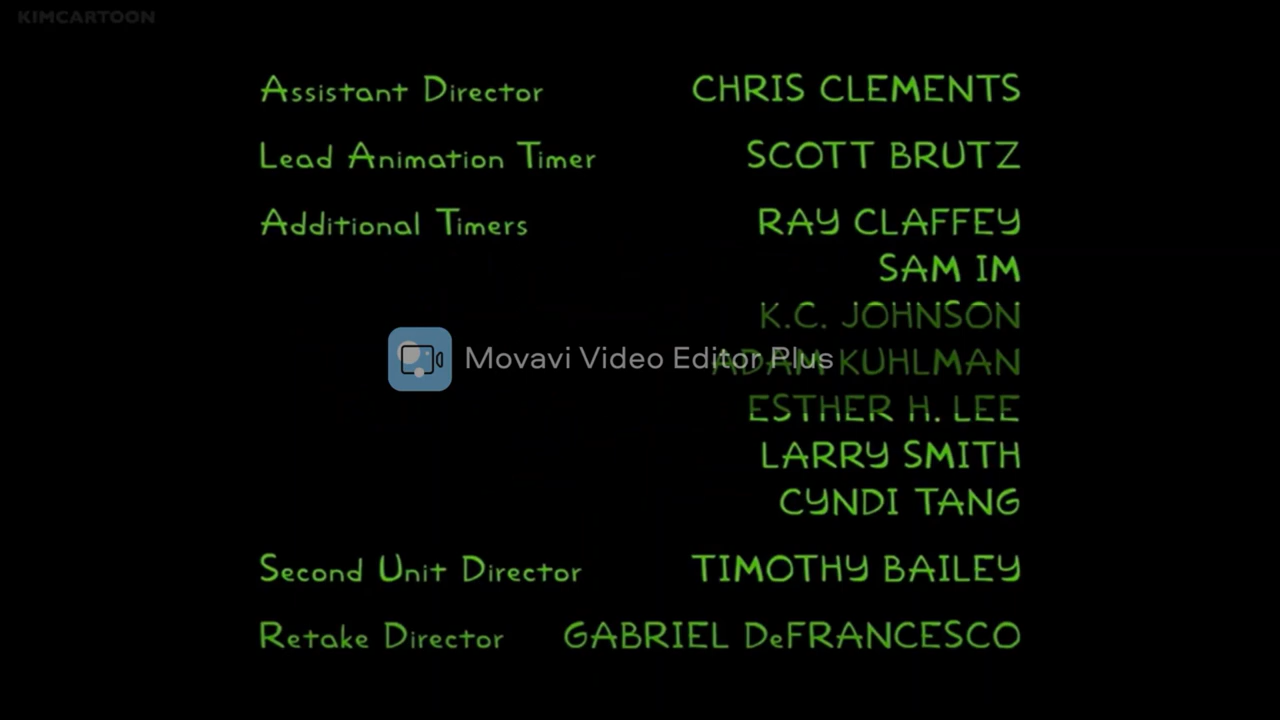 KIMCARTOON
Assistant Director CHRIS CLEMENTS
Lead Animation Timer SCOTT BRUTZ
Additional Timers RAY CLAFFEY
SAM IM
K.C. JOHNSON
Movavi Video Editor Plus
ADAM KUHLMAN
ESTHER H. LEE
LARRY SMITH
CYNDI TANG
Second Unit Director TIMOTHY BAILEY
Retake Director GABRIEL DeFRANCESCO